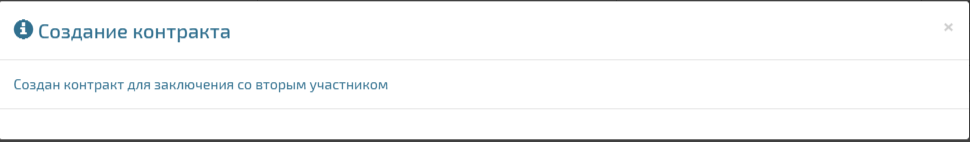 Создание контракта
×
Создан контракт для заключения со вторым участником